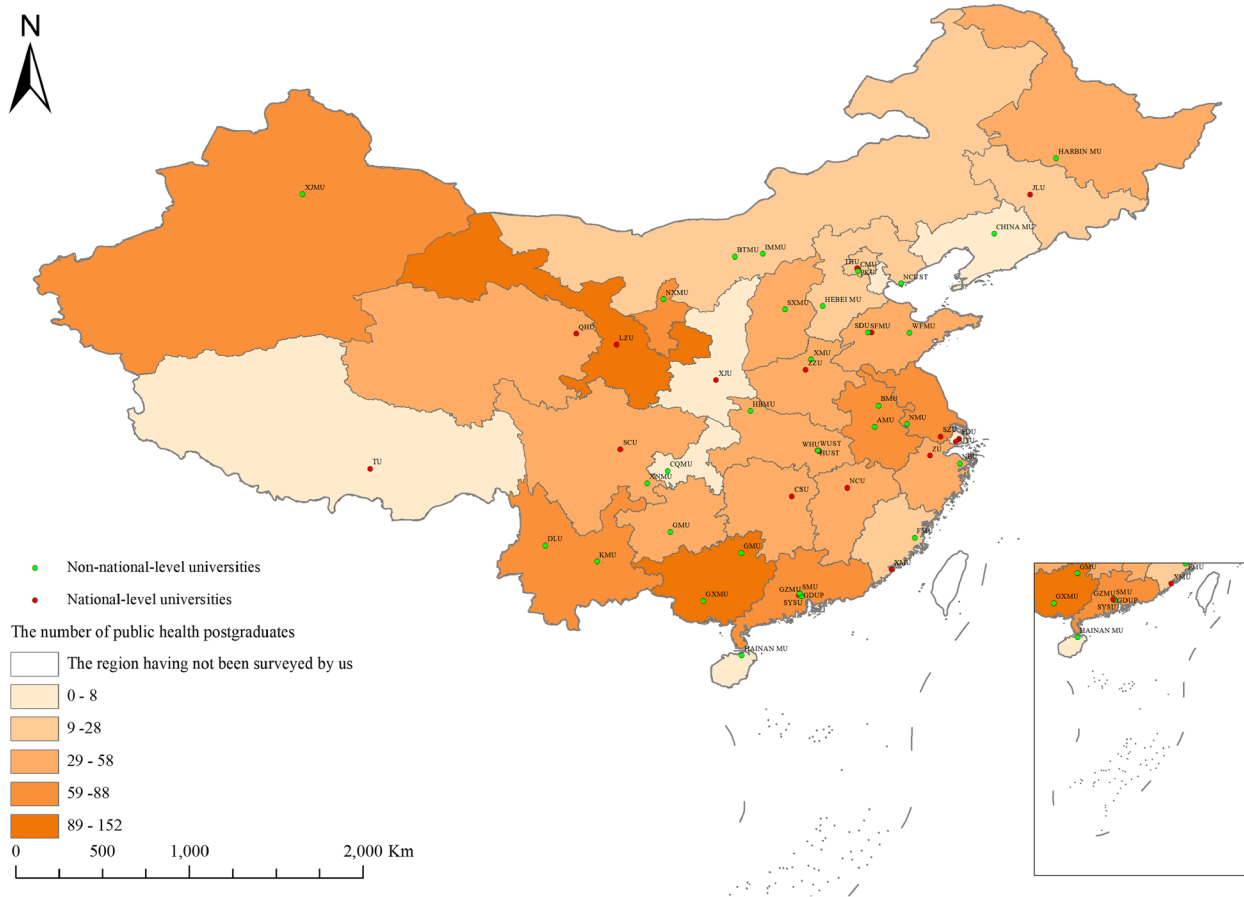 N
XJMU
HARBIN MU
JLU
CHINA MU
BTMU
IMMU
THU
CMU
PKU
NCUST
NXMU
SXMU
HEBEI MU
QHU
LZU
SDU
SFMU
WFMU
XMU
ZZU
XJU
HBMU
BMU
AMU
NMU
SZU
FDU
ZU
SCU
WHU
WUST
HUST
TU
CQMU
XNMU
CSU
NCU
GMU
FMU
DLU
KMU
GMU
XMU
GXMU
GZMU
SMU
GDUP
SYSU
HAINAN MU
Non-national-level universities
National-level universities
The number of public health postgraduates
The region having not been surveyed by us
0 - 8
9 -28
29 - 58
59 -88
89 - 152
0 500 1,000 2,000 Km
FMU
GMU
XMU
GXMU
GZMU
SMU
GDUP
SYSU
HAINAN MU